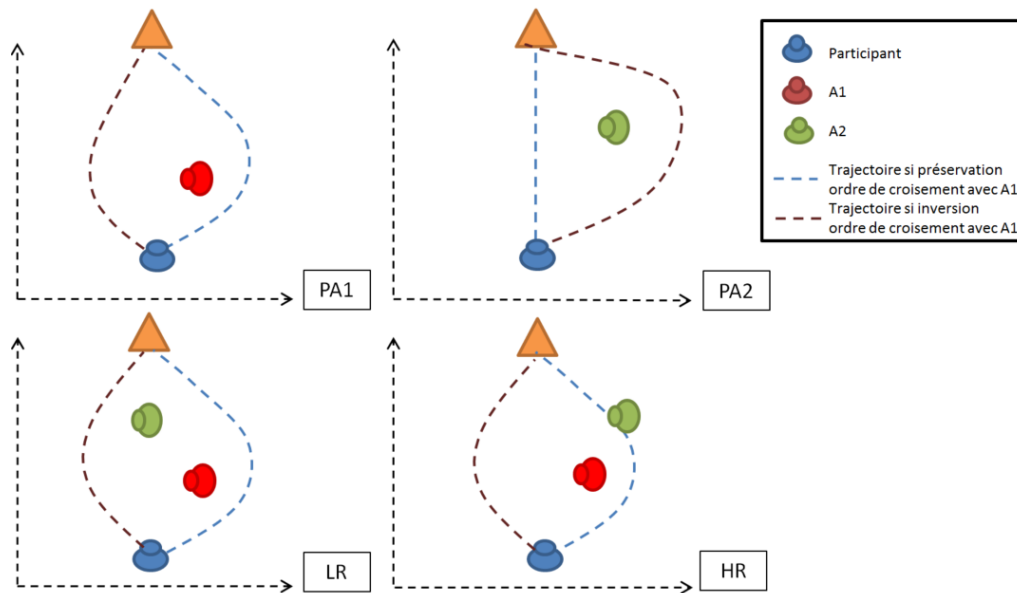 Participant
A1
A2
Trajectoire si préservation
ordre de croisement avec A1
Trajectoire si inversion
ordre de croisement avec A1
PA1
PA2
LR
HR